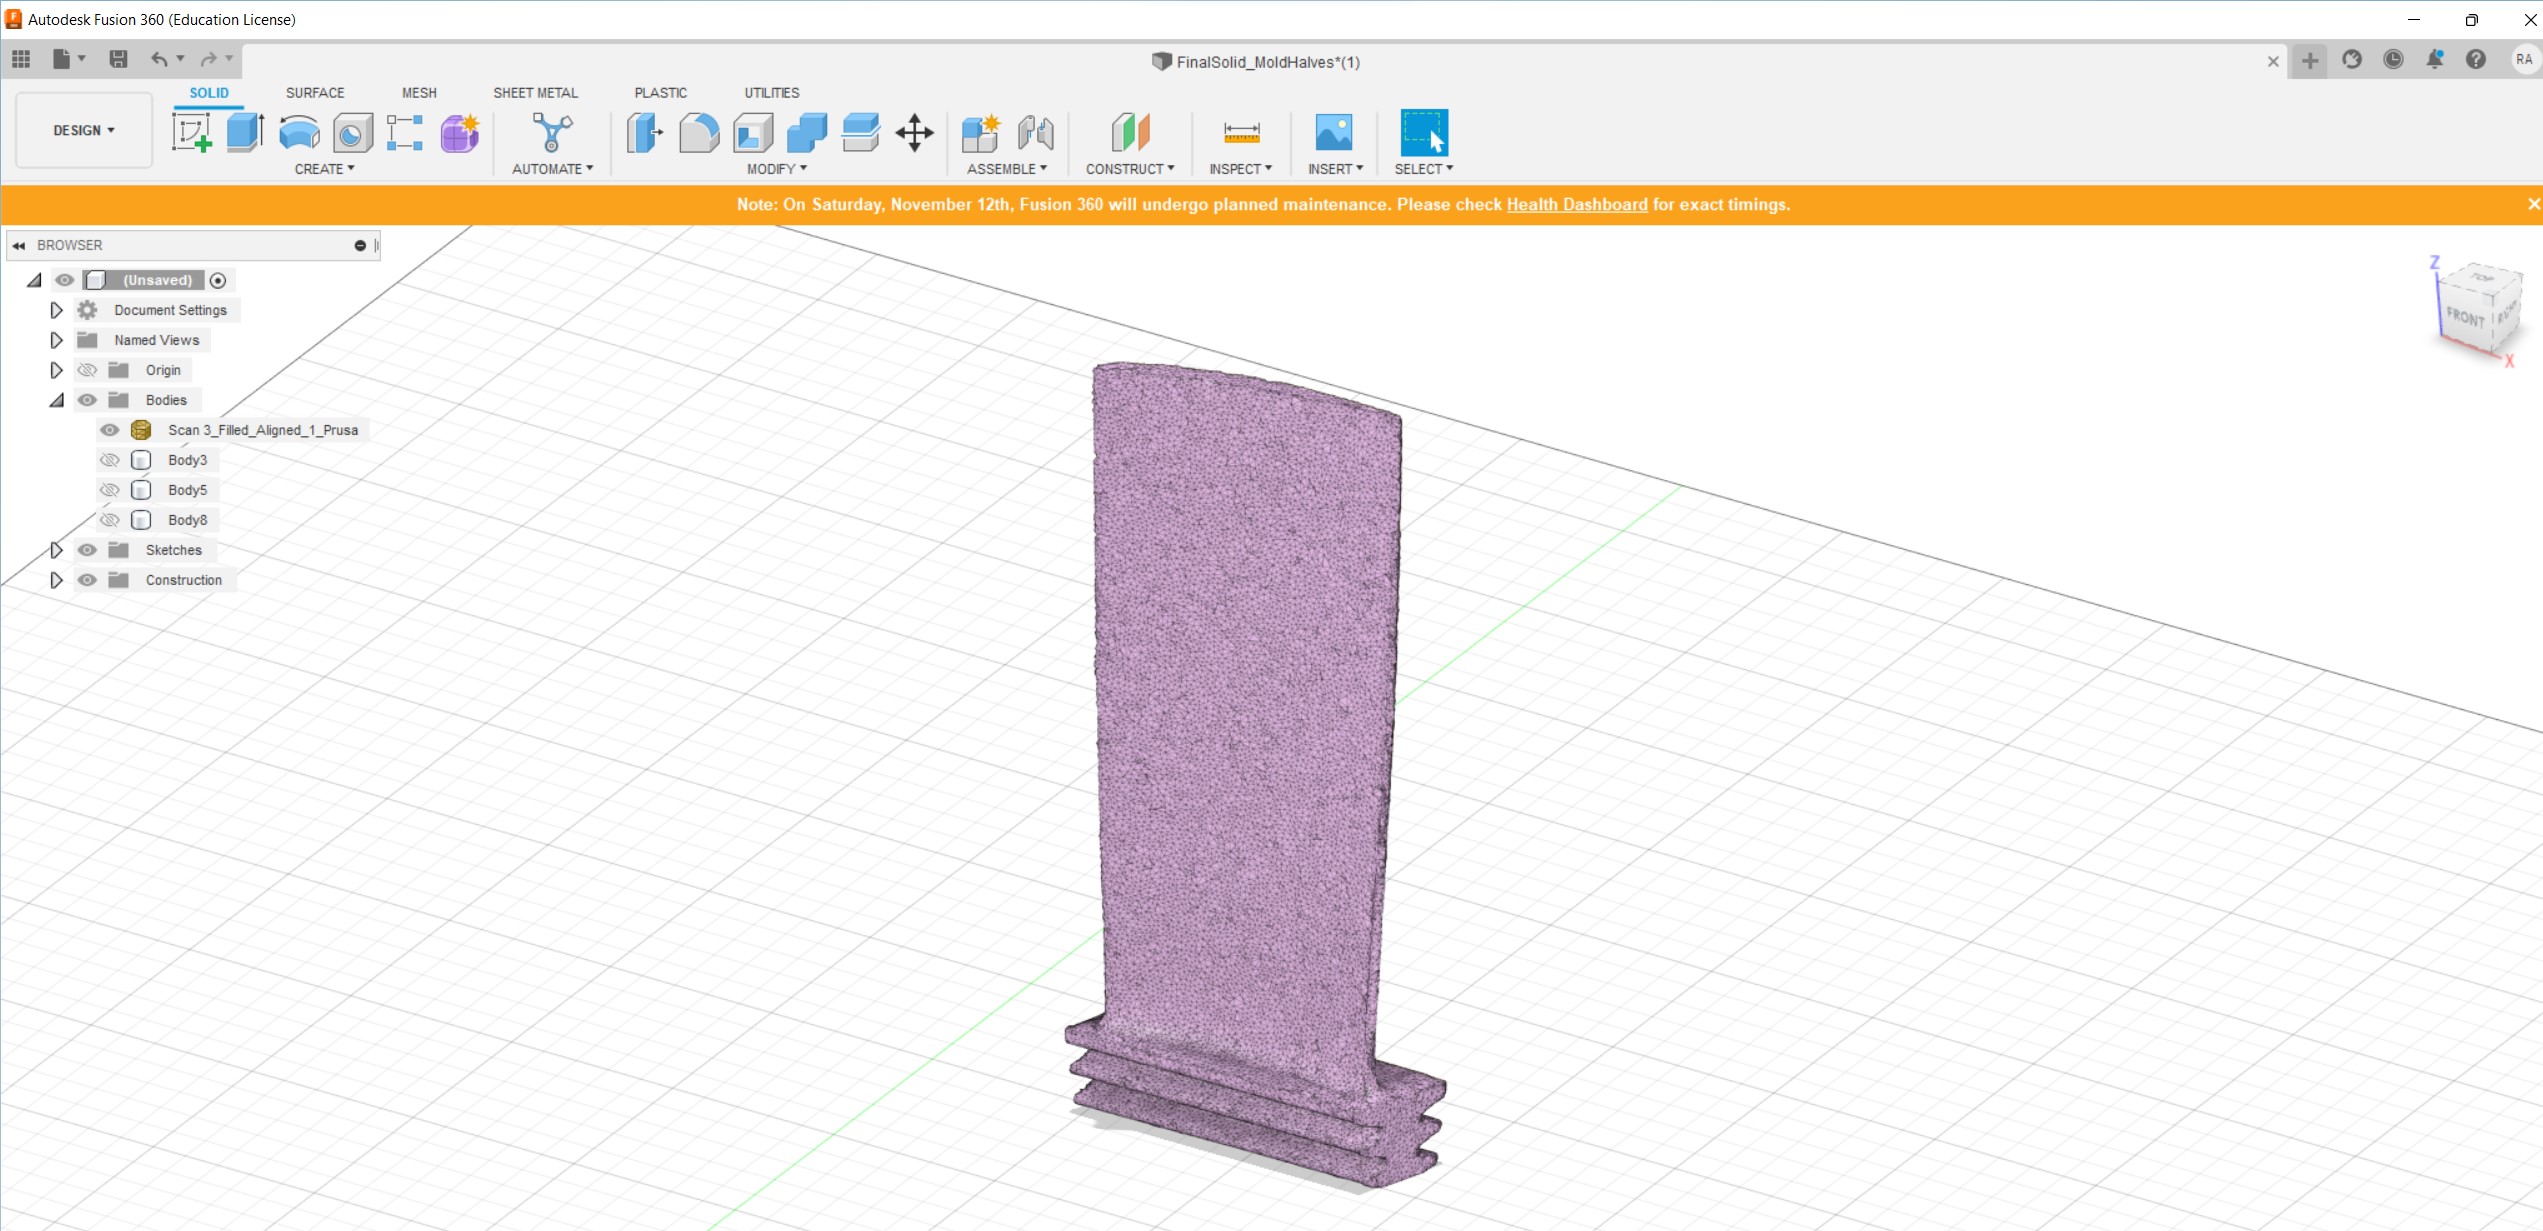 Autodesk Fusion 360 (Education License)
FinalSolid_MoldHalves*(1)
RA
SOLID SURFACE MESH SHEET METAL PLASTIC UTILITIES
DESIGN
CREATE AUTOMATE MODIFY ASSEMBLE CONSTRUCT INSPECT INSERT SELECT
Note: On Saturday, November 12th, Fusion 360 will undergo planned maintenance. Please check Health Dashboard for exact timings.
BROWSER
(Unsaved)
Document Settings
Named Views
Origin
Bodies
Scan 3_Filled_Aligned_1_Prusa
Body3
Body5
Body8
Sketches
Construction
Z
TOP
FRONT
RIGHT
X